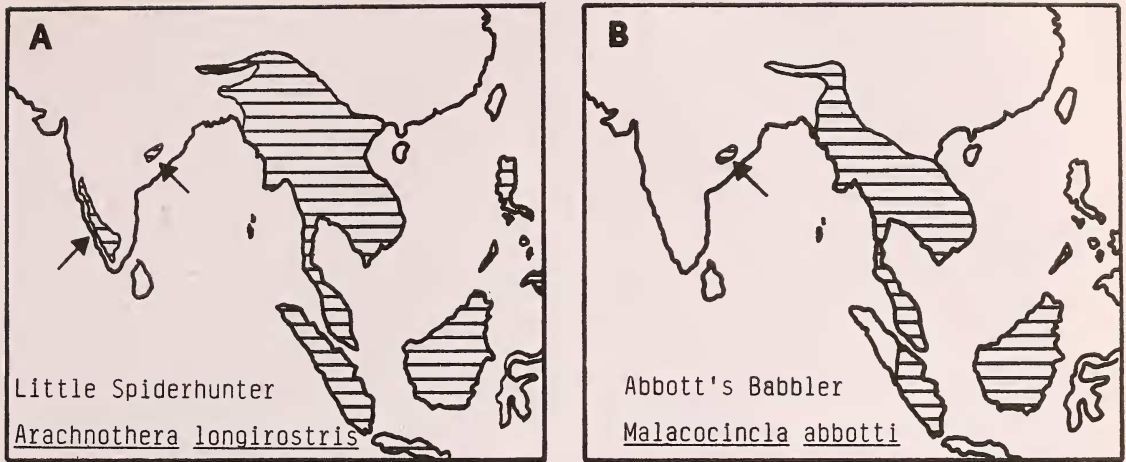 A
Little Spiderhunter
Arachnothera longirostris
B
Abbott's Babbler
Malacocincla abbotti